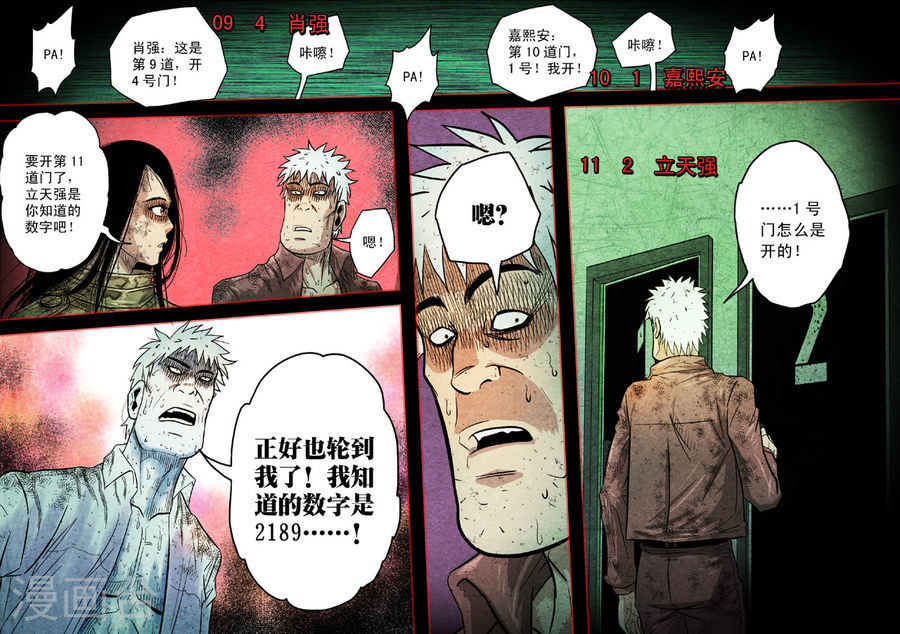 PA!
肖强：这是
第9道，开
4号门！
09 4 肖强
咔嚓！
PA!
嘉熙安：
第10道门，
1号！我开！
咔嚓！
10 1 嘉熙安
PA!
要开第11
道门了，
立天强是
你知道的
数字吧！
嗯！
正好也轮到
我了！我知
道的数字是
2189……！
嗯？
11 2 立天强
……1号
门怎么是
开的！
2
漫画台